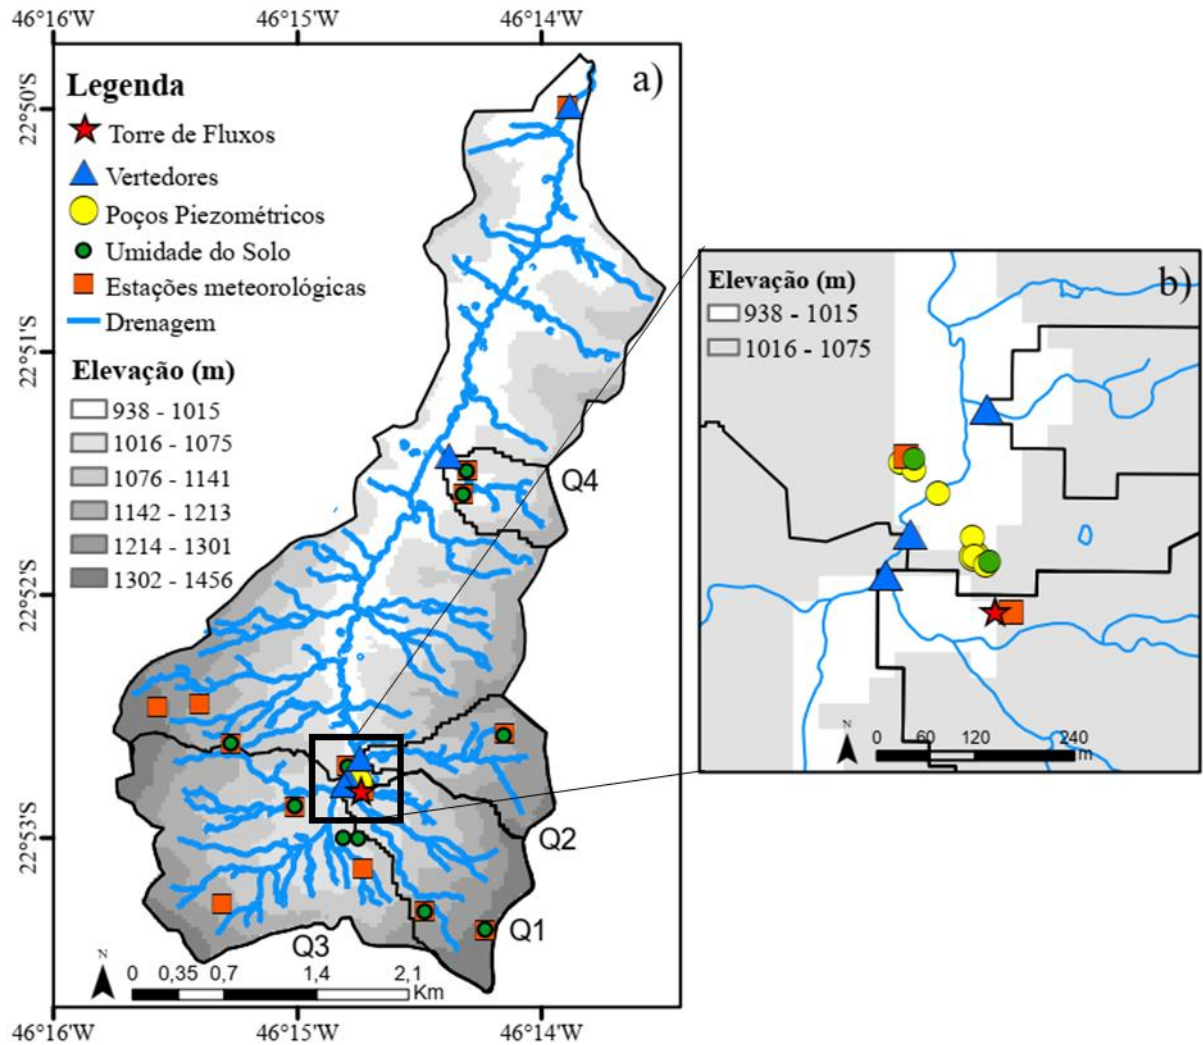 46°16'W 46°15'W 46°14'W
a)
Legenda
Torre de Fluxos
Vertedores
Poços Piezométricos
Umidade do Solo
Estações meteorológicas
Drenagem
Elevação (m)
938 - 1015
1016 - 1075
1076 - 1141
1142 - 1213
1214 - 1301
1302 - 1456
22°50'S
22°51'S
22°52'S
22°53'S
Q4
Q2
Q1
Q3
N
0 0,35 0,7 1,4 2,1
Km
46°16'W 46°15'W 46°14'W
b)
Elevação (m)
938 - 1015
1016 - 1075
N
0 60 120 240
m